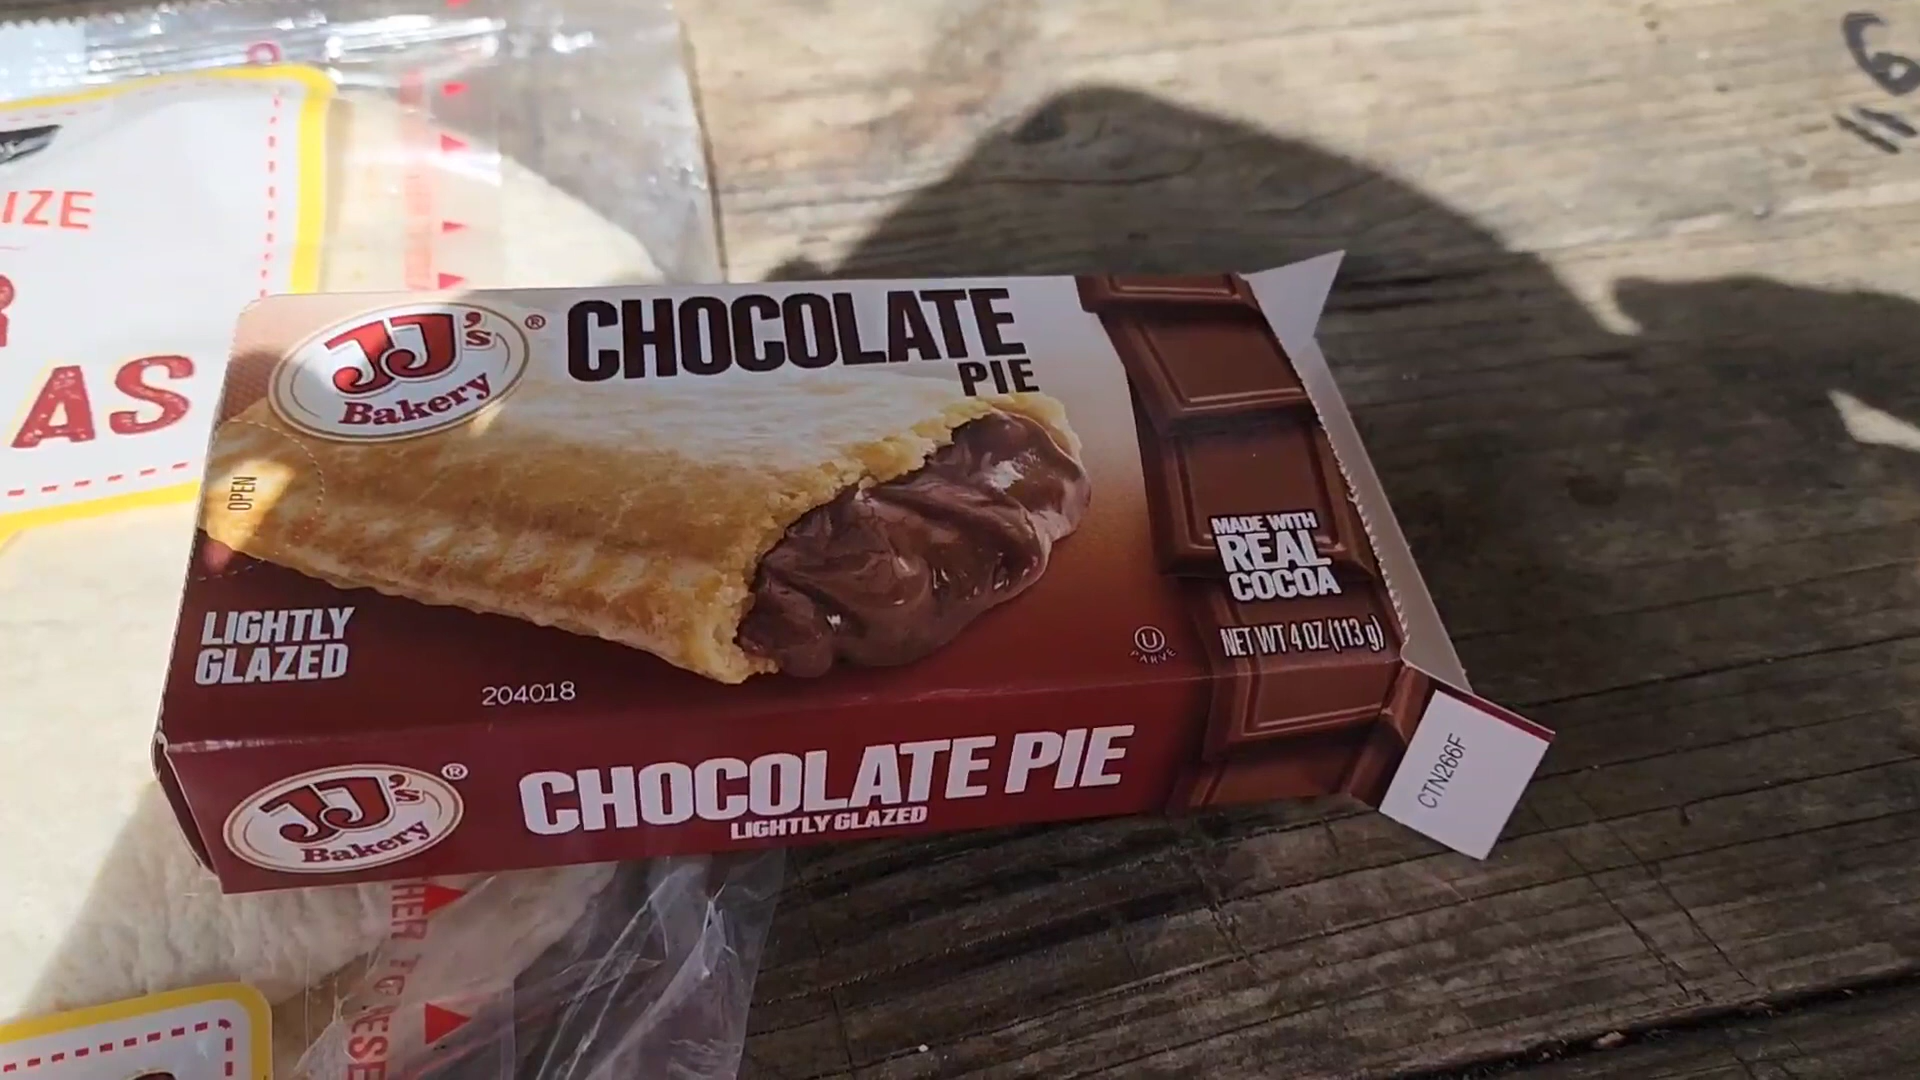 IZE
AS
JJ's
Bakery
®
CHOCOLATE
PIE
OPEN
MADE WITH
REAL
COCOA
LIGHTLY
GLAZED
U
PARVE
NET WT 4 OZ (113 g)
204018
JJ's
Bakery
®
CHOCOLATE PIE
LIGHTLY GLAZED
CTN266F